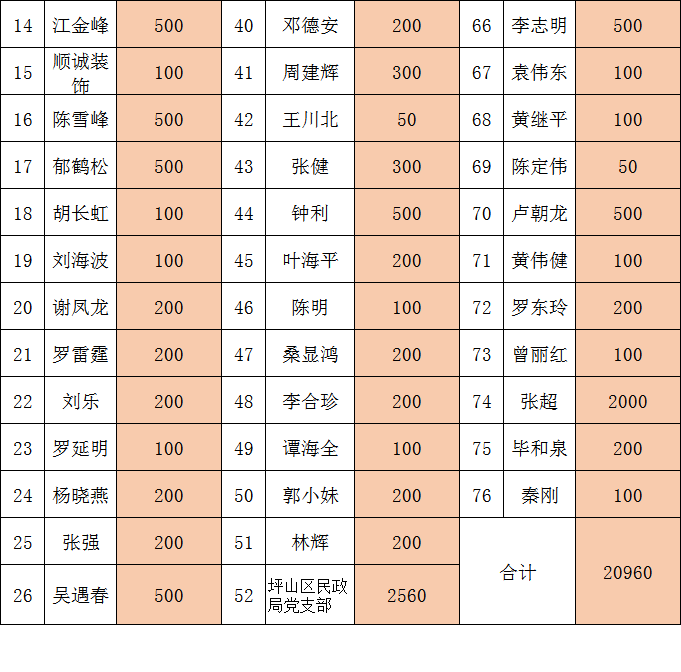 14 江金峰 500 40 邓德安 200 66 李志明 500
15 顺诚装饰 100 41 周建辉 300 67 袁伟东 100
16 陈雪峰 500 42 王川北 50 68 黄继平 100
17 郁鹤松 500 43 张健 300 69 陈定伟 50
18 胡长虹 100 44 钟利 500 70 卢朝龙 500
19 刘海波 100 45 叶海平 200 71 黄伟健 100
20 谢凤龙 200 46 陈明 100 72 罗东玲 200
21 罗雷霆 200 47 桑显鸿 200 73 曾丽红 100
22 刘乐 200 48 李合珍 200 74 张超 2000
23 罗延明 100 49 谭海全 100 75 毕和泉 200
24 杨晓燕 200 50 郭小妹 200 76 秦刚 100
25 张强 200 51 林辉 200 合计 20960
26 吴遇春 500 52 坪山区民政局党支部 2560